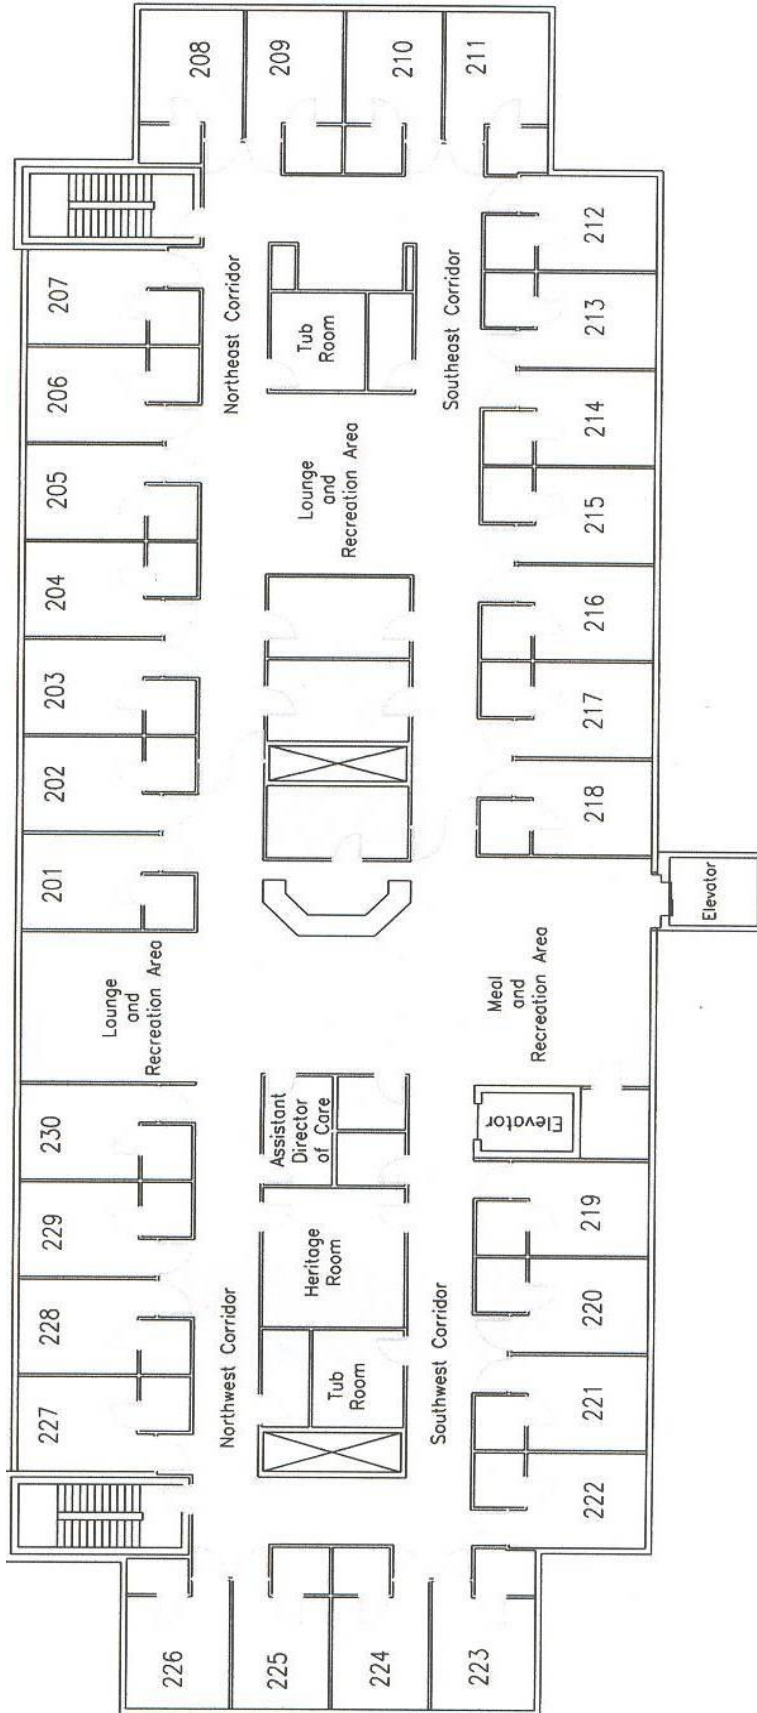 208
209
210
211
207
206
205
204
203
202
201
Northeast Corridor
Tub
Room
Southeast Corridor
212
213
214
215
216
217
218
Lounge
and
Recreation Area
Lounge
and
Recreation Area
Meal
and
Recreation Area
Elevator
Elevator
Assistant
Director
of Care
Heritage
Room
Tub
Room
230
229
228
227
Northwest Corridor
Southwest Corridor
219
220
221
222
226
225
224
223